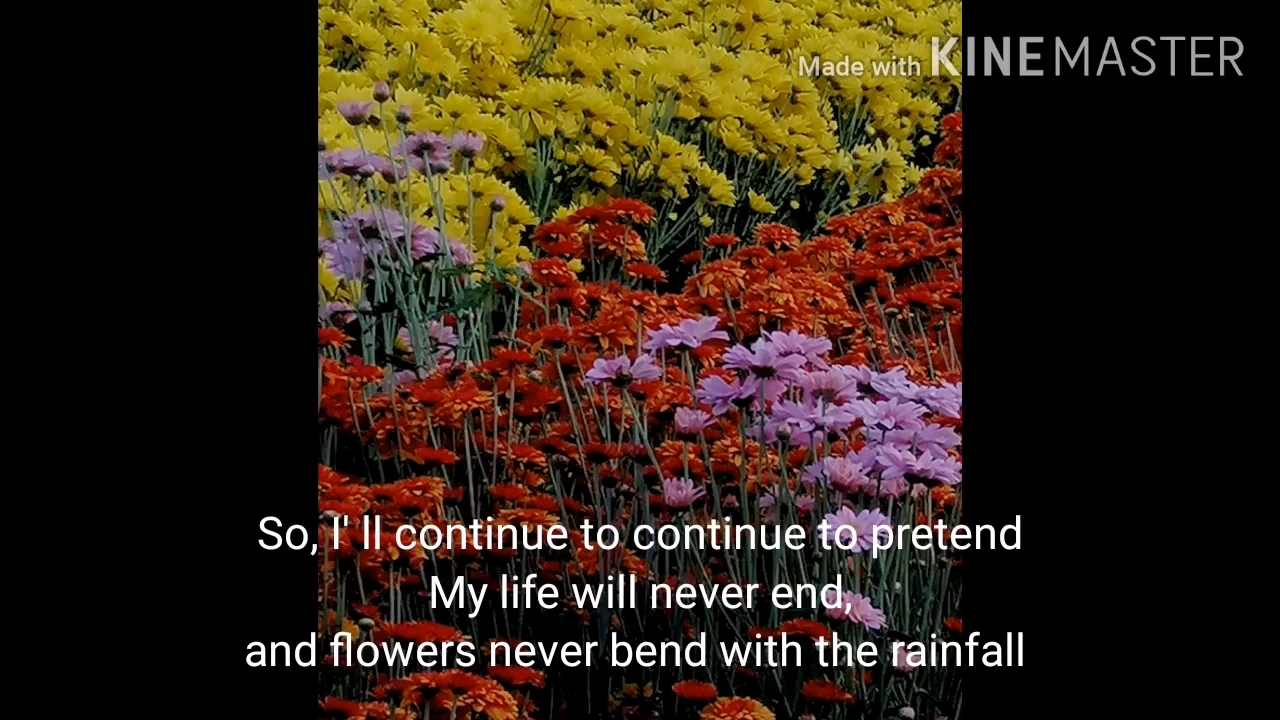 Made with KINEMASTER
So, I' ll continue to continue to pretend
My life will never end,
and flowers never bend with the rainfall